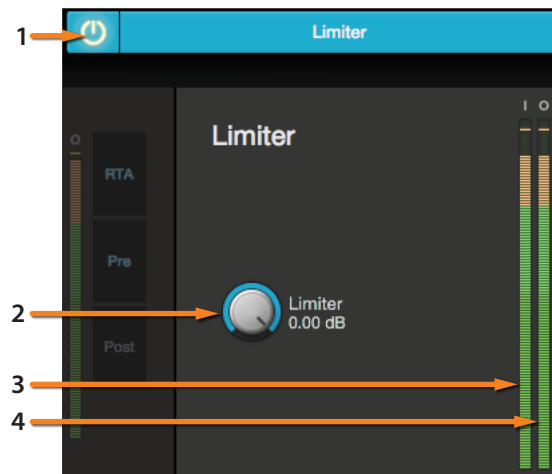 1
Limiter
I O
O
Limiter
RTA
Pre
2
Limiter
0.00 dB
Post
3
4